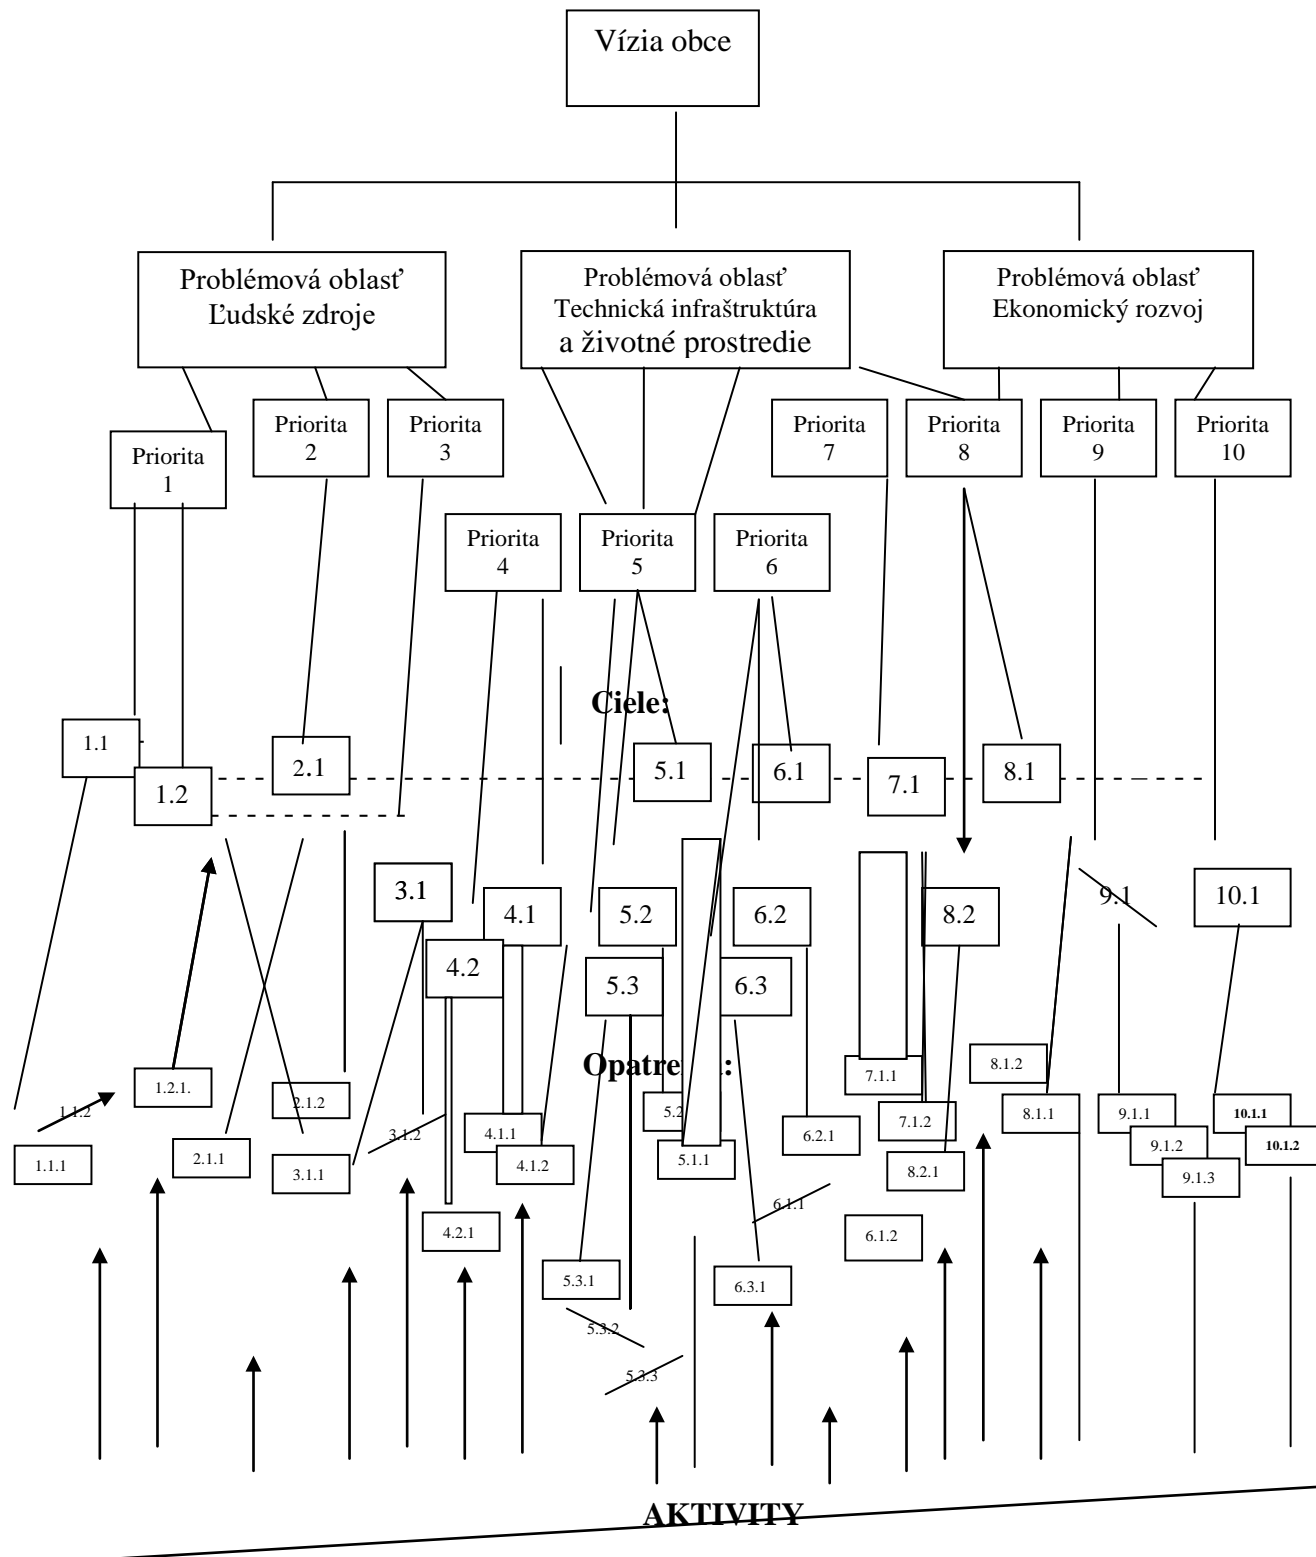 Vízia obce
Problémová oblasť
Ľudské zdroje
Problémová oblasť
Technická infraštruktúra
a životné prostredie
Problémová oblasť
Ekonomický rozvoj
Priorita
1
Priorita
2
Priorita
3
Priorita
4
Priorita
5
Priorita
6
Priorita
7
Priorita
8
Priorita
9
Priorita
10
Ciele:
1.1
1.2
2.1
5.1
6.1
7.1
8.1
3.1
4.1
4.2
5.2
5.3
6.2
6.3
8.2
9.1
10.1
:
1.1.2
1.2.1.
1.1.1
2.1.1
2.1.2
3.1.1
3.1.2
4.1.1
4.1.2
4.2.1
5.1.1
6.2.1
7.1.1
7.1.2
8.2.1
8.1.2
8.1.1
9.1.1
9.1.2
9.1.3
10.1.1
10.1.2
6.1.1
6.1.2
5.3.1
5.3.2
5.3.3
6.3.1
AKTIVITY